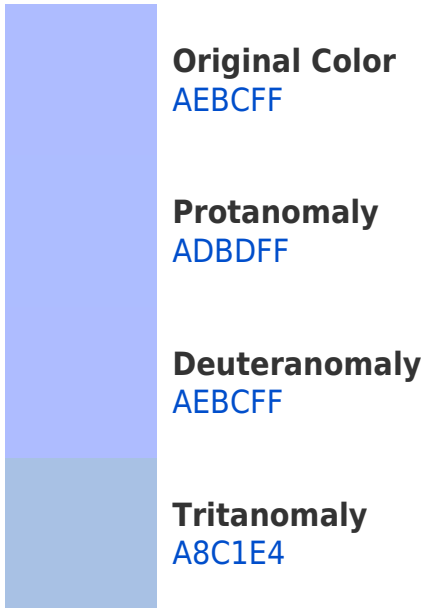 Original Color
AEBCFF
Protanomaly
ADBDFF
Deuteranomaly
AEBCFF
Tritanomaly
A8C1E4